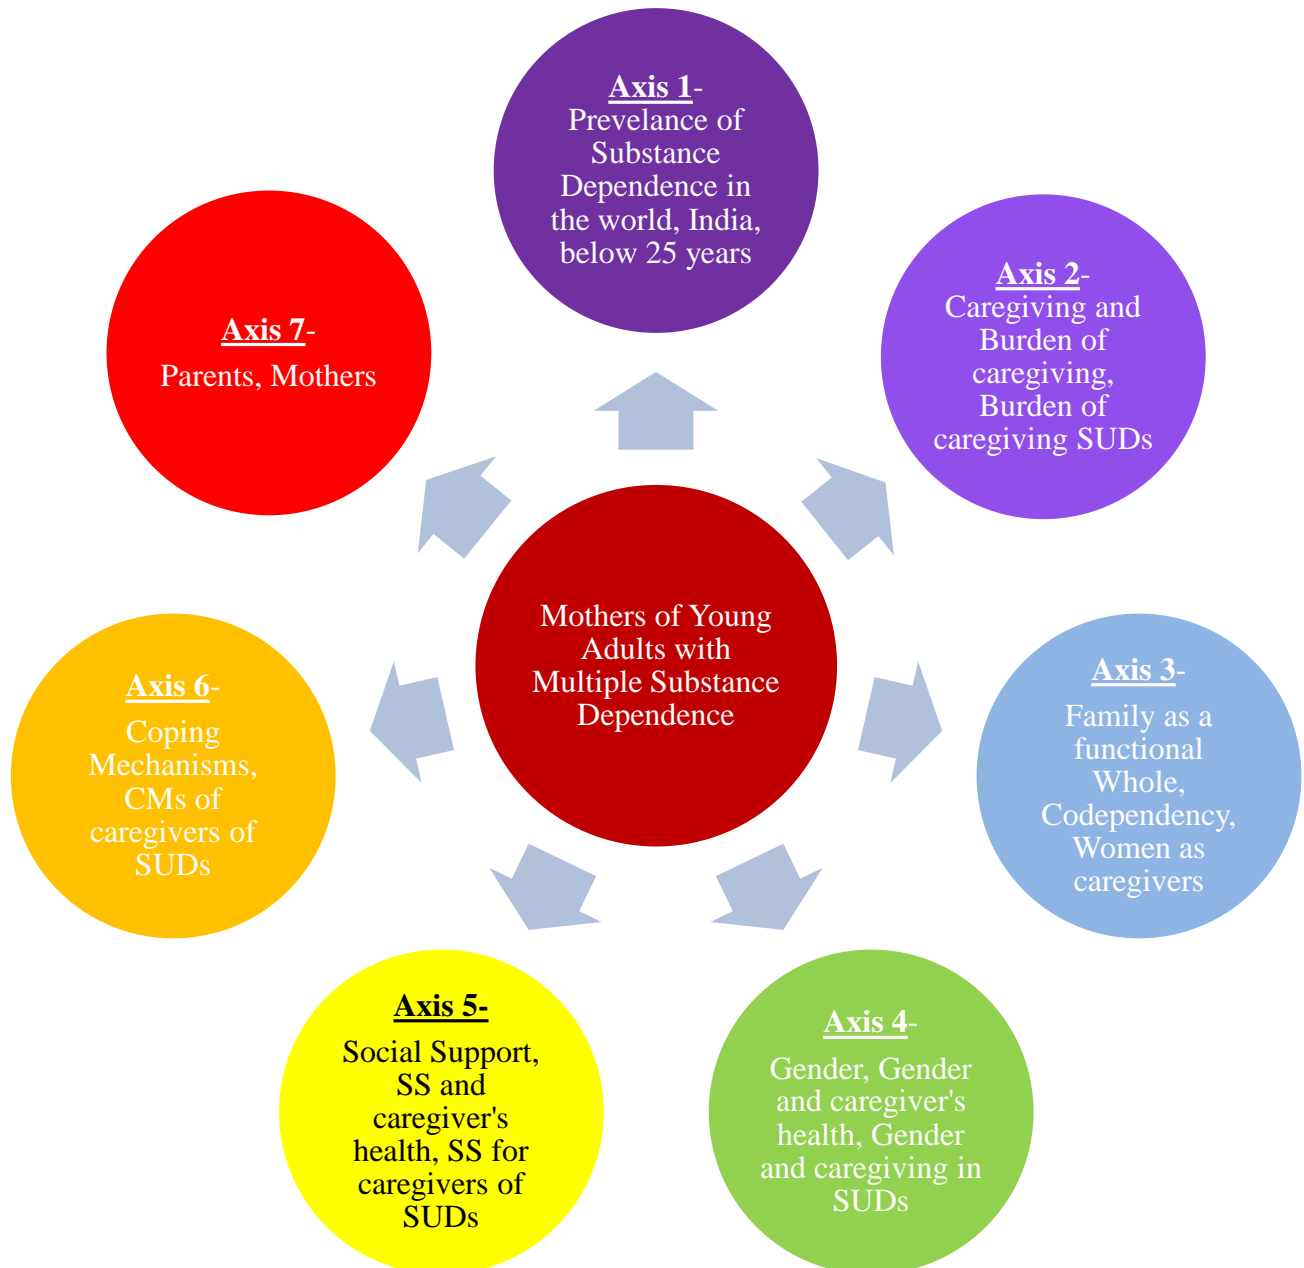 Axis 1-
Prevelance of
Substance
Dependence in
the world, India,
below 25 years
Axis 2-
Caregiving and
Burden of
caregiving,
Burden of
caregiving SUDs
Axis 3-
Family as a
functional
Whole,
Codependency,
Women as
caregivers
Axis 4-
Gender, Gender
and caregiver's
health, Gender
and caregiving in
SUDs
Axis 5-
Social Support,
SS and
caregiver's
health, SS for
caregivers of
SUDs
Axis 6-
Coping
Mechanisms,
CMs of
caregivers of
SUDs
Axis 7-
Parents, Mothers
Mothers of Young
Adults with
Multiple Substance
Dependence